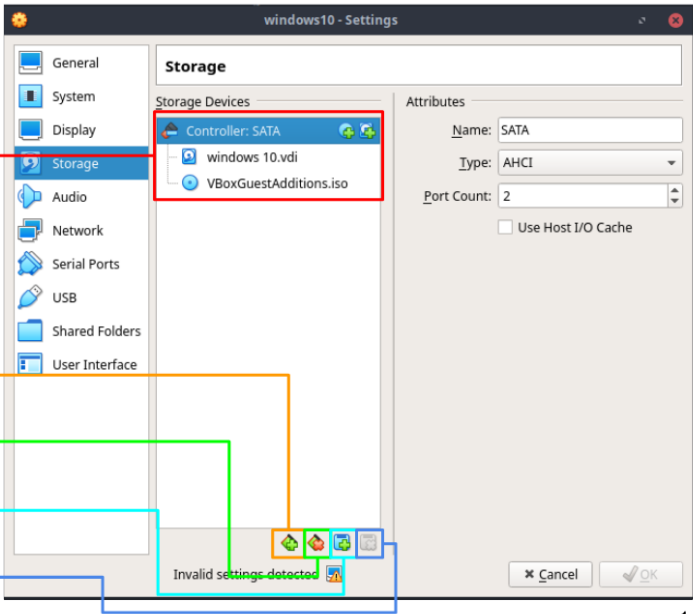 windows10 - Settings
General
System
Display
Storage
Audio
Network
Serial Ports
USB
Shared Folders
User Interface
Storage
Storage Devices
Controller: SATA
windows 10.vdi
VBoxGuestAdditions.iso
Attributes
Name: SATA
Type: AHCI
Port Count: 2
Use Host I/O Cache
Invalid settings detected
Cancel
OK